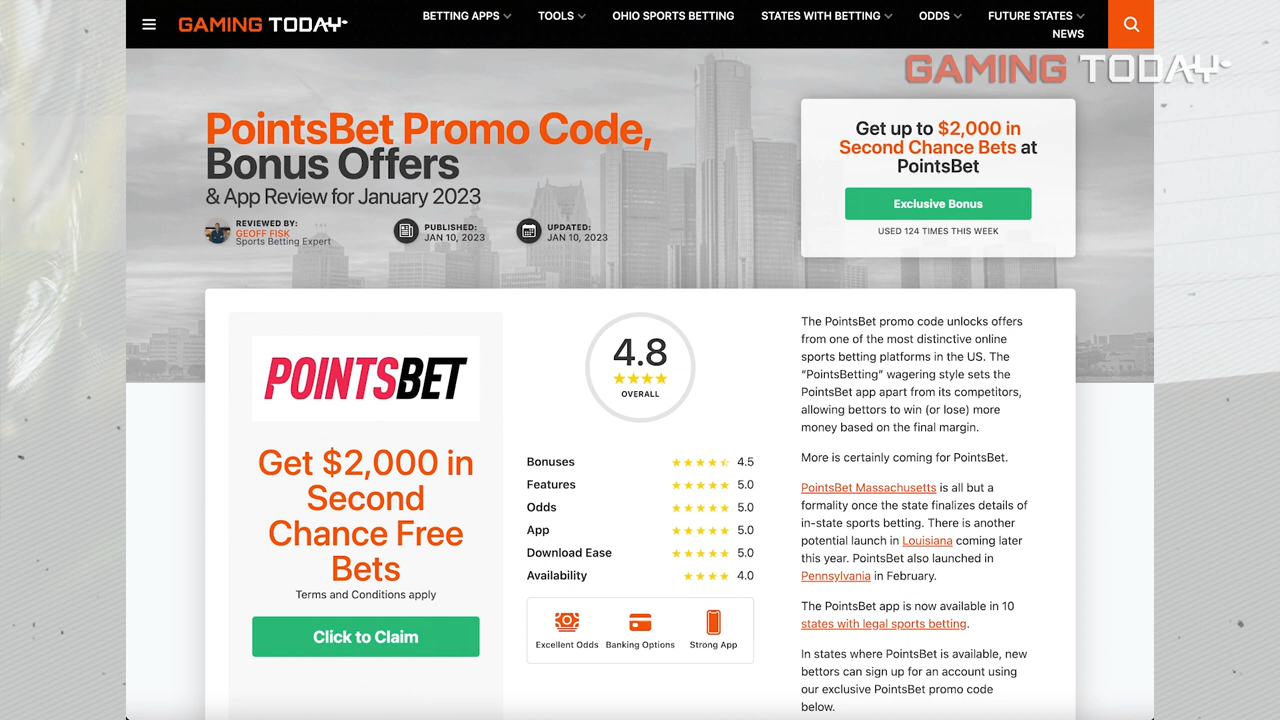 GAMING TODAY
BETTING APPS
TOOLS
OHIO SPORTS BETTING
STATES WITH BETTING
ODDS
FUTURE STATES
NEWS
GAMING TODAY
PointsBet Promo Code,
Bonus Offers
& App Review for January 2023
REVIEWED BY:
GEOFF FISK
Sports Betting Expert
PUBLISHED:
JAN 10, 2023
UPDATED:
JAN 10, 2023
Get up to $2,000 in
Second Chance Bets at
PointsBet
Exclusive Bonus
USED 124 TIMES THIS WEEK
POINTSBET
Get $2,000 in
Second
Chance Free
Bets
Terms and Conditions apply
Click to Claim
4.8
OVERALL
Bonuses 4.5
Features 5.0
Odds 5.0
App 5.0
Download Ease 5.0
Availability 4.0
Excellent Odds
Banking Options
Strong App
The PointsBet promo code unlocks offers
from one of the most distinctive online
sports betting platforms in the US. The
“PointsBetting” wagering style sets the
PointsBet app apart from its competitors,
allowing bettors to win (or lose) more
money based on the final margin.
More is certainly coming for PointsBet.
PointsBet Massachusetts is all but a
formality once the state finalizes details of
in-state sports betting. There is another
potential launch in Louisiana coming later
this year. PointsBet also launched in
Pennsylvania in February.
The PointsBet app is now available in 10
states with legal sports betting.
In states where PointsBet is available, new
bettors can sign up for an account using
our exclusive PointsBet promo code
below.